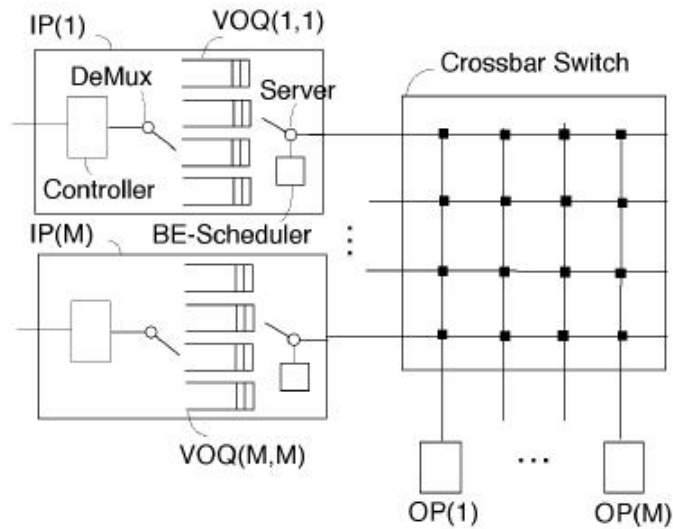 IP(1)
VOQ(1,1)
DeMux
Server
Crossbar Switch
Controller
BE-Scheduler
IP(M)
VOQ(M,M)
OP(1)
OP(M)